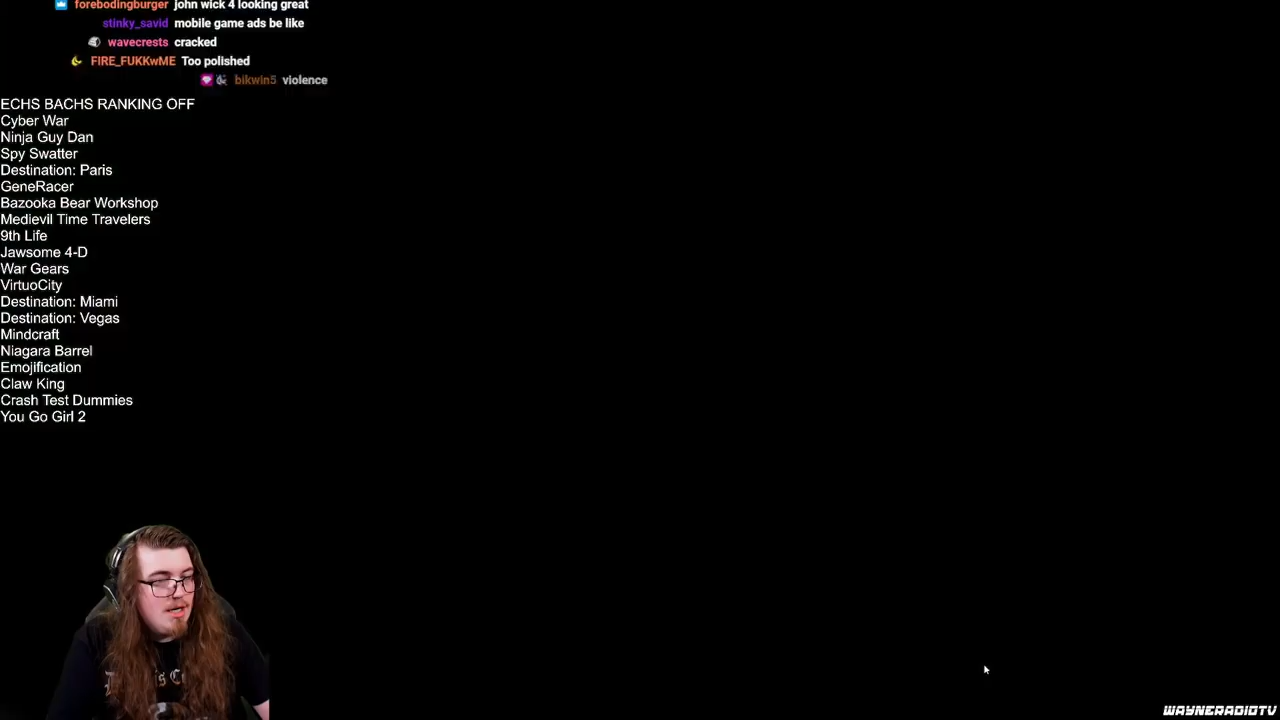 forebodingburger john wick 4 looking great
stinky_savid mobile game ads be like
wavecrests cracked
FIRE_FUKKwME Too polished
bikwin5 violence
ECHS BACHS RANKING OFF
Cyber War
Ninja Guy Dan
Spy Swatter
Destination: Paris
GeneRacer
Bazooka Bear Workshop
Medievil Time Travelers
9th Life
Jawsome 4-D
War Gears
VirtuoCity
Destination: Miami
Destination: Vegas
Mindcraft
Niagara Barrel
Emojification
Claw King
Crash Test Dummies
You Go Girl 2
WAYNERADIOTV